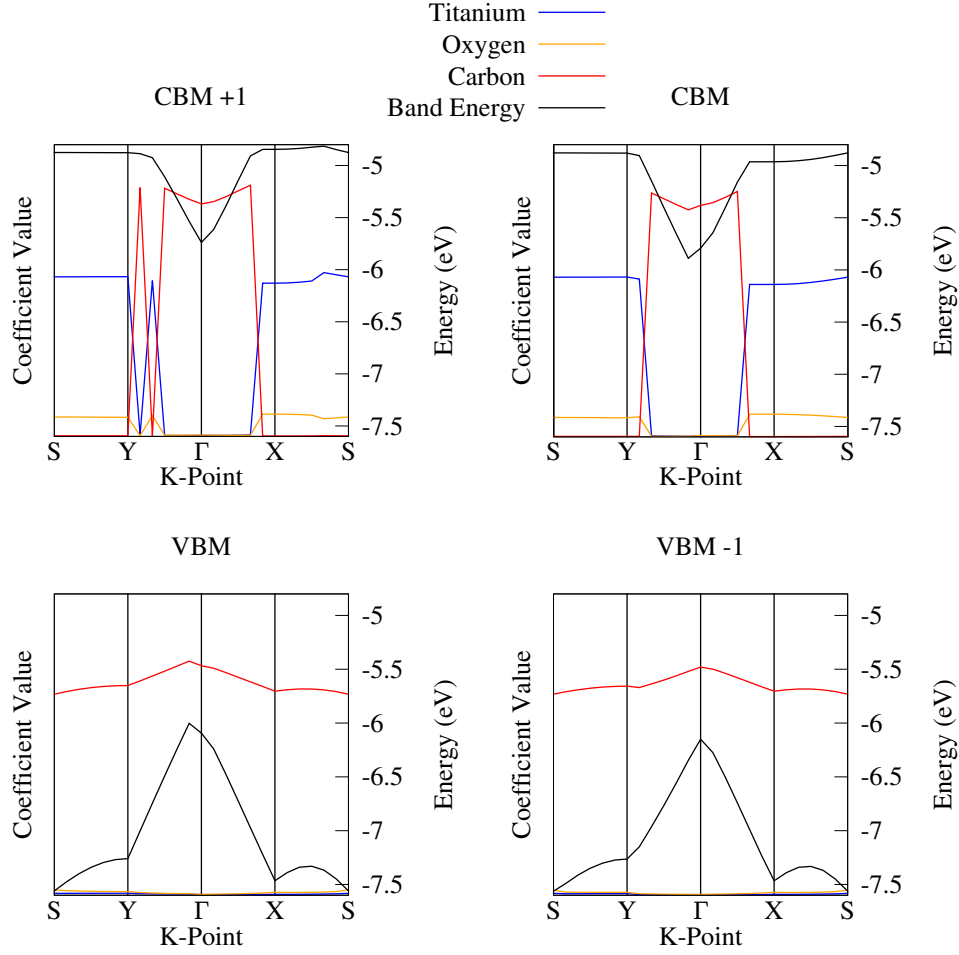 Titanium
Oxygen
Carbon
Band Energy
CBM +1
CBM
Coefficient Value
-5
-5.5
-6
-6.5
-7
-7.5
Energy (eV)
S Y Γ X S
K-Point
Coefficient Value
-5
-5.5
-6
-6.5
-7
-7.5
Energy (eV)
S Y Γ X S
K-Point
VBM
VBM -1
Coefficient Value
-5
-5.5
-6
-6.5
-7
-7.5
Energy (eV)
S Y Γ X S
K-Point
Coefficient Value
-5
-5.5
-6
-6.5
-7
-7.5
Energy (eV)
S Y Γ X S
K-Point